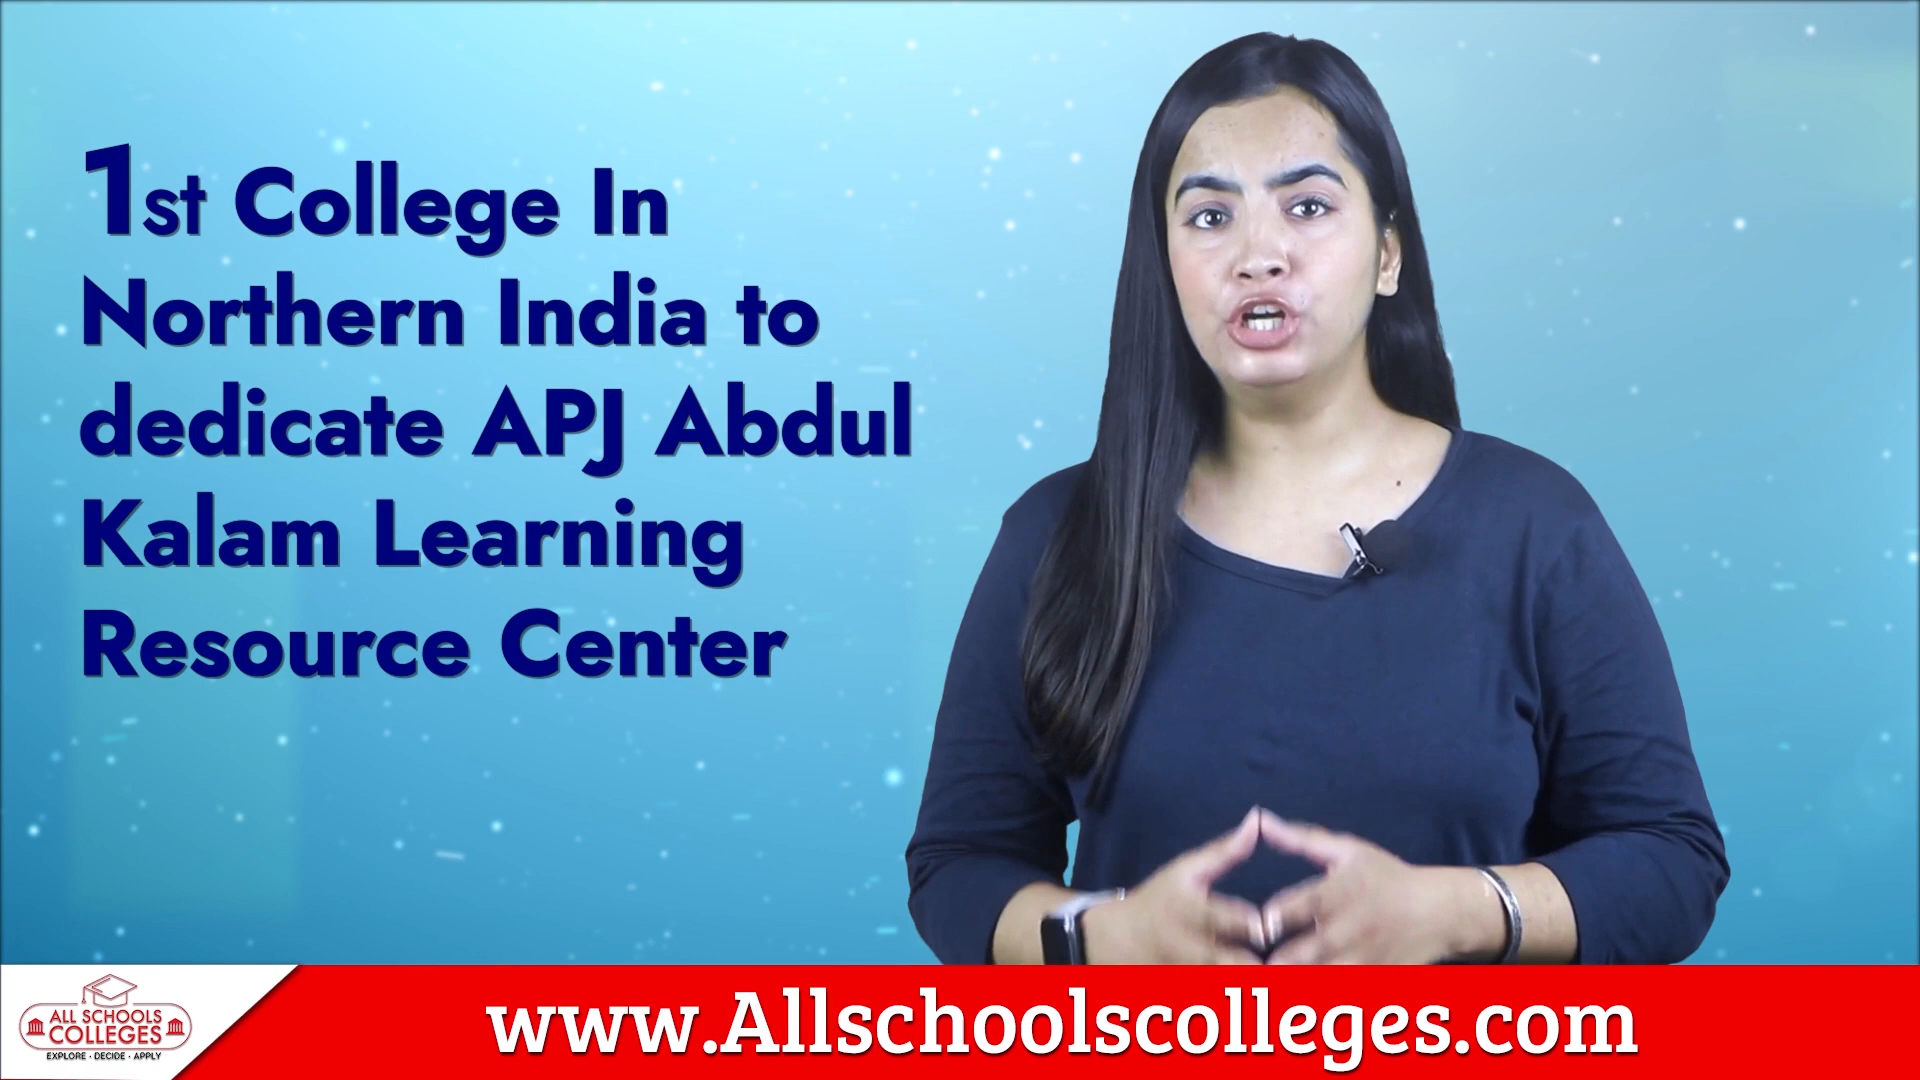 1st College In
Northern India to
dedicate APJ Abdul
Kalam Learning
Resource Center
ALL SCHOOLS
COLLEGES
EXPLORE · DECIDE · APPLY
www.Allschoolscolleges.com